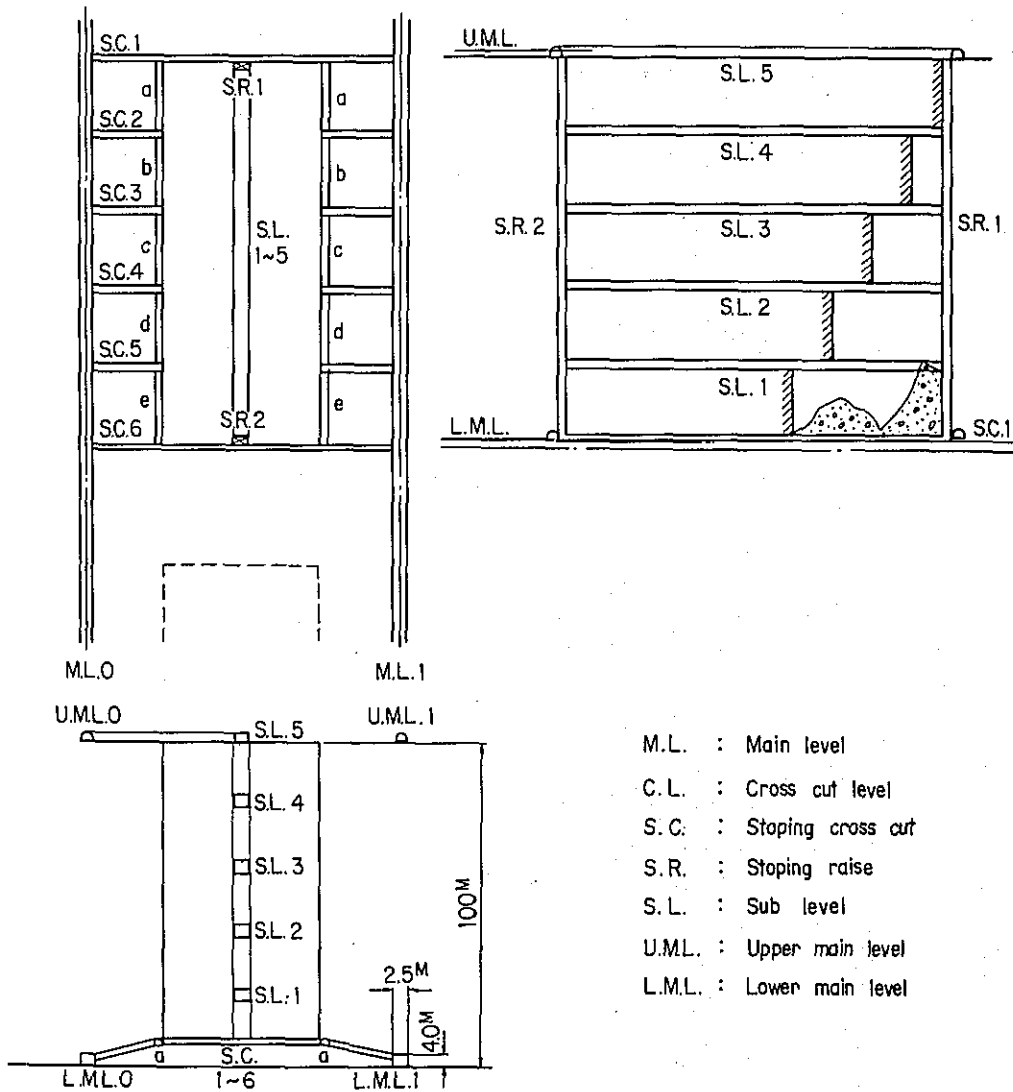 S.C.1
a
S.R.1
a
S.C.2
b
b
S.C.3
S.L.
1~5
c
c
S.C.4
d
d
S.C.5
e
S.R.2
e
S.C.6
M.L.0
M.L.1
U.M.L.
S.L.5
S.L.4
S.R.2
S.L.3
S.R.1
S.L.2
S.L.1
L.M.L.
S.C.1
U.M.L.0
S.L.5
U.M.L.1
S.L.4
S.L.3
S.L.2
S.L.1
100M
2.5M
4.0M
a
S.C.
a
L.M.L.0
1~6
L.M.L.1
M.L. : Main level
C.L. : Cross cut level
S.C. : Stoping cross cut
S.R. : Stoping raise
S.L. : Sub level
U.M.L. : Upper main level
L.M.L. : Lower main level